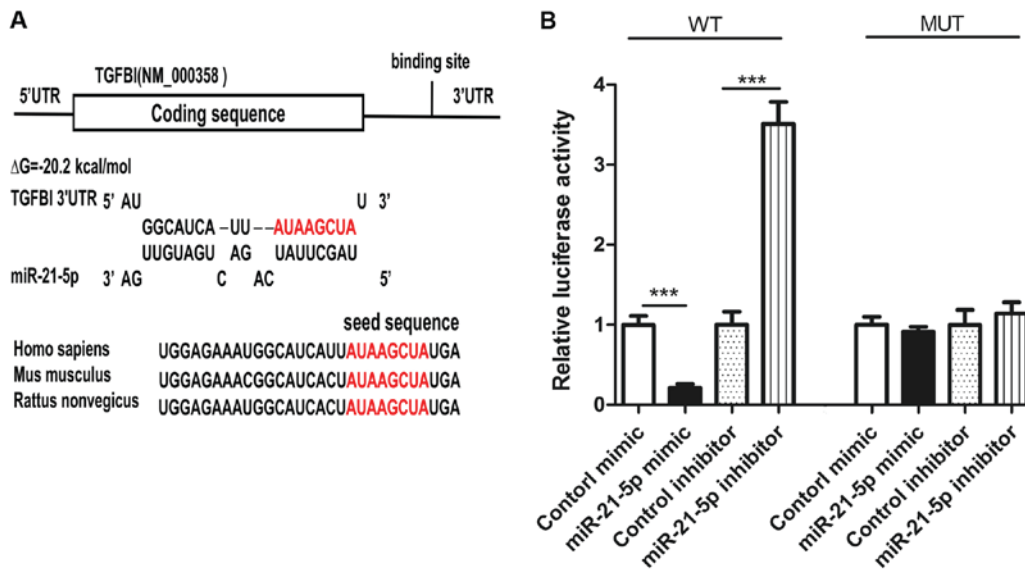 A
TGFBI(NM_000358 )
binding site
5'UTR
3'UTR
Coding sequence
ΔG=-20.2 kcal/mol
TGFBI 3'UTR 5' AU U 3'
GGCAUCA –UU ––AUAAGCUA
UUGUAGU AG UAUUCGAU
miR-21-5p 3' AG C AC 5'
seed sequence
Homo sapiens UGGAGAAAUGGCAUCAUUAUAAGCUAUGA
Mus musculus UGGAGAAACGGCAUCACUAUAAGCUAUGA
Rattus nonvegicus UGGAGAAAUGGCAUCACUAUAAGCUAUGA
B
WT
MUT
Relative luciferase activity
4
3
2
1
0
***
***
Contorl mimic
miR-21-5p mimic
Control inhibitor
miR-21-5p inhibitor
Contorl mimic
miR-21-5p mimic
Control inhibitor
miR-21-5p inhibitor